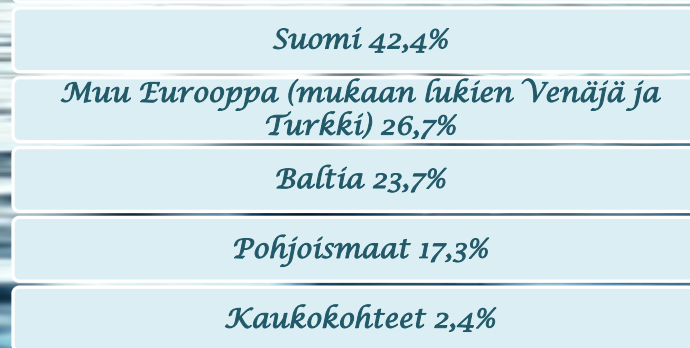 Suomi 42,4%
Muu Eurooppa (mukaan lukien Venäjä ja
Turkki) 26,7%
Baltia 23,7%
Pohjoismaat 17,3%
Kaukokohteet 2,4%